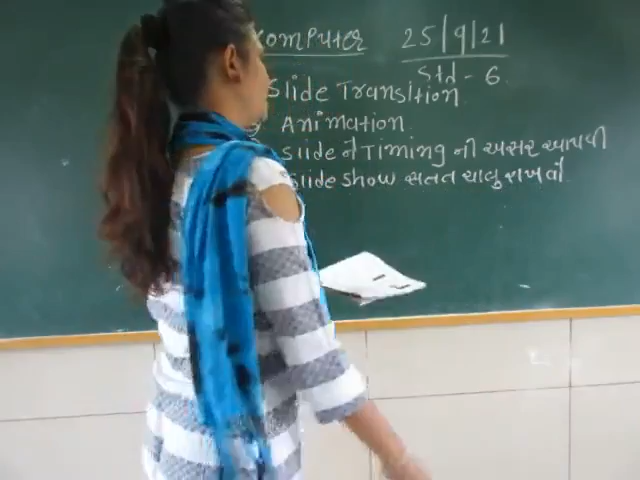 Computer 25/9/21
Std - 6
Slide Transition
Animation
Slide ને Timing ની અસર આપવી
Slide show સતત ચાલુ રાખવો